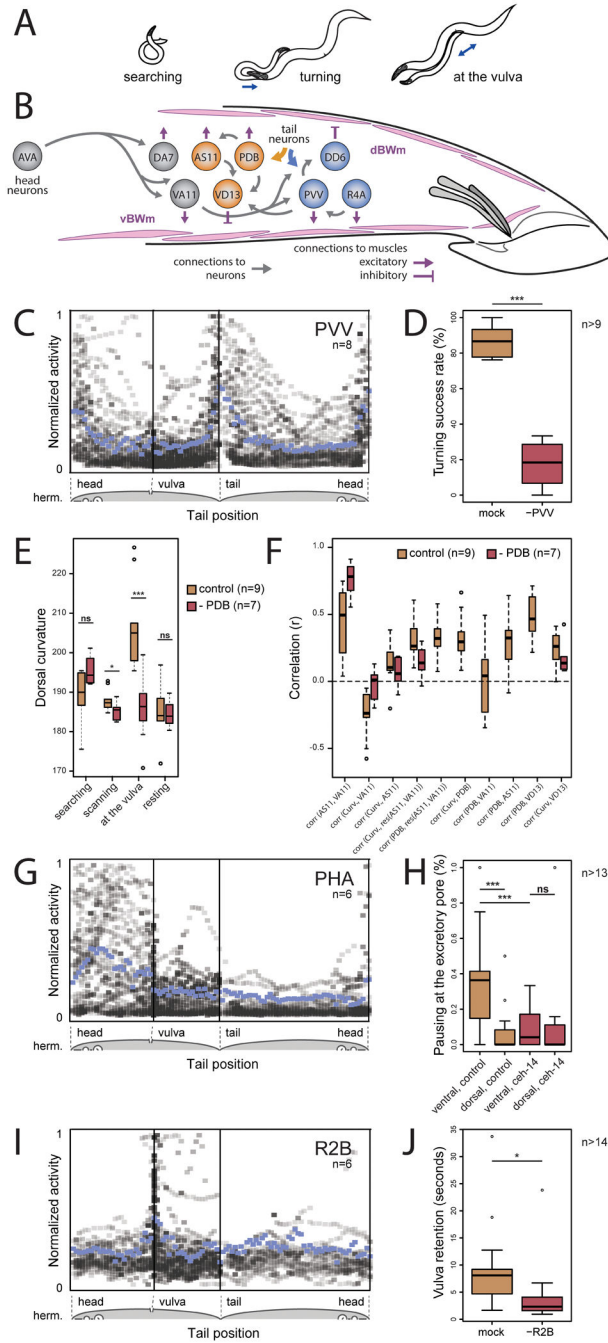 A
searching
turning
at the vulva
B
AVA
head
neurons
DA7
AS11
PDB
tail
neurons
DD6
dBWm
VA11
VD13
PVV
R4A
vBWm
connections to
neurons
connections to muscles
excitatory
inhibitory
C
Normalized activity
1
0
PVV
n=8
head
vulva
tail
head
herm.
Tail position
D
Turning success rate (%)
100
80
60
40
20
0
***
n>9
mock
−PVV
E
Dorsal curvature
220
210
200
190
180
170
control (n=9)
- PDB (n=7)
ns
*
***
ns
searching
scanning
at the vulva
resting
F
Correlation (r)
1.0
0.5
0.0
-0.5
control (n=9)
- PDB (n=7)
corr (AS11, VA11)
corr (Curv, VA11)
corr (Curv, AS11)
corr (Curv, res(AS11, VA11))
corr (PDB, res(AS11, VA11))
corr (Curv, PDB)
corr (PDB, VA11)
corr (PDB, AS11)
corr (PDB, VD13)
corr (Curv, VD13)
G
Normalized activity
1
0
PHA
n=6
head
vulva
tail
head
herm.
Tail position
H
Pausing at the excretory pore (%)
1.0
0.8
0.6
0.4
0.2
0.0
***
***
ns
n>13
ventral, control
dorsal, control
ventral, ceh-14
dorsal, ceh-14
I
Normalized activity
1
0
R2B
n=6
head
vulva
tail
head
herm.
Tail position
J
Vulva retention (seconds)
35
30
25
20
15
10
5
0
*
n>14
mock
−R2B